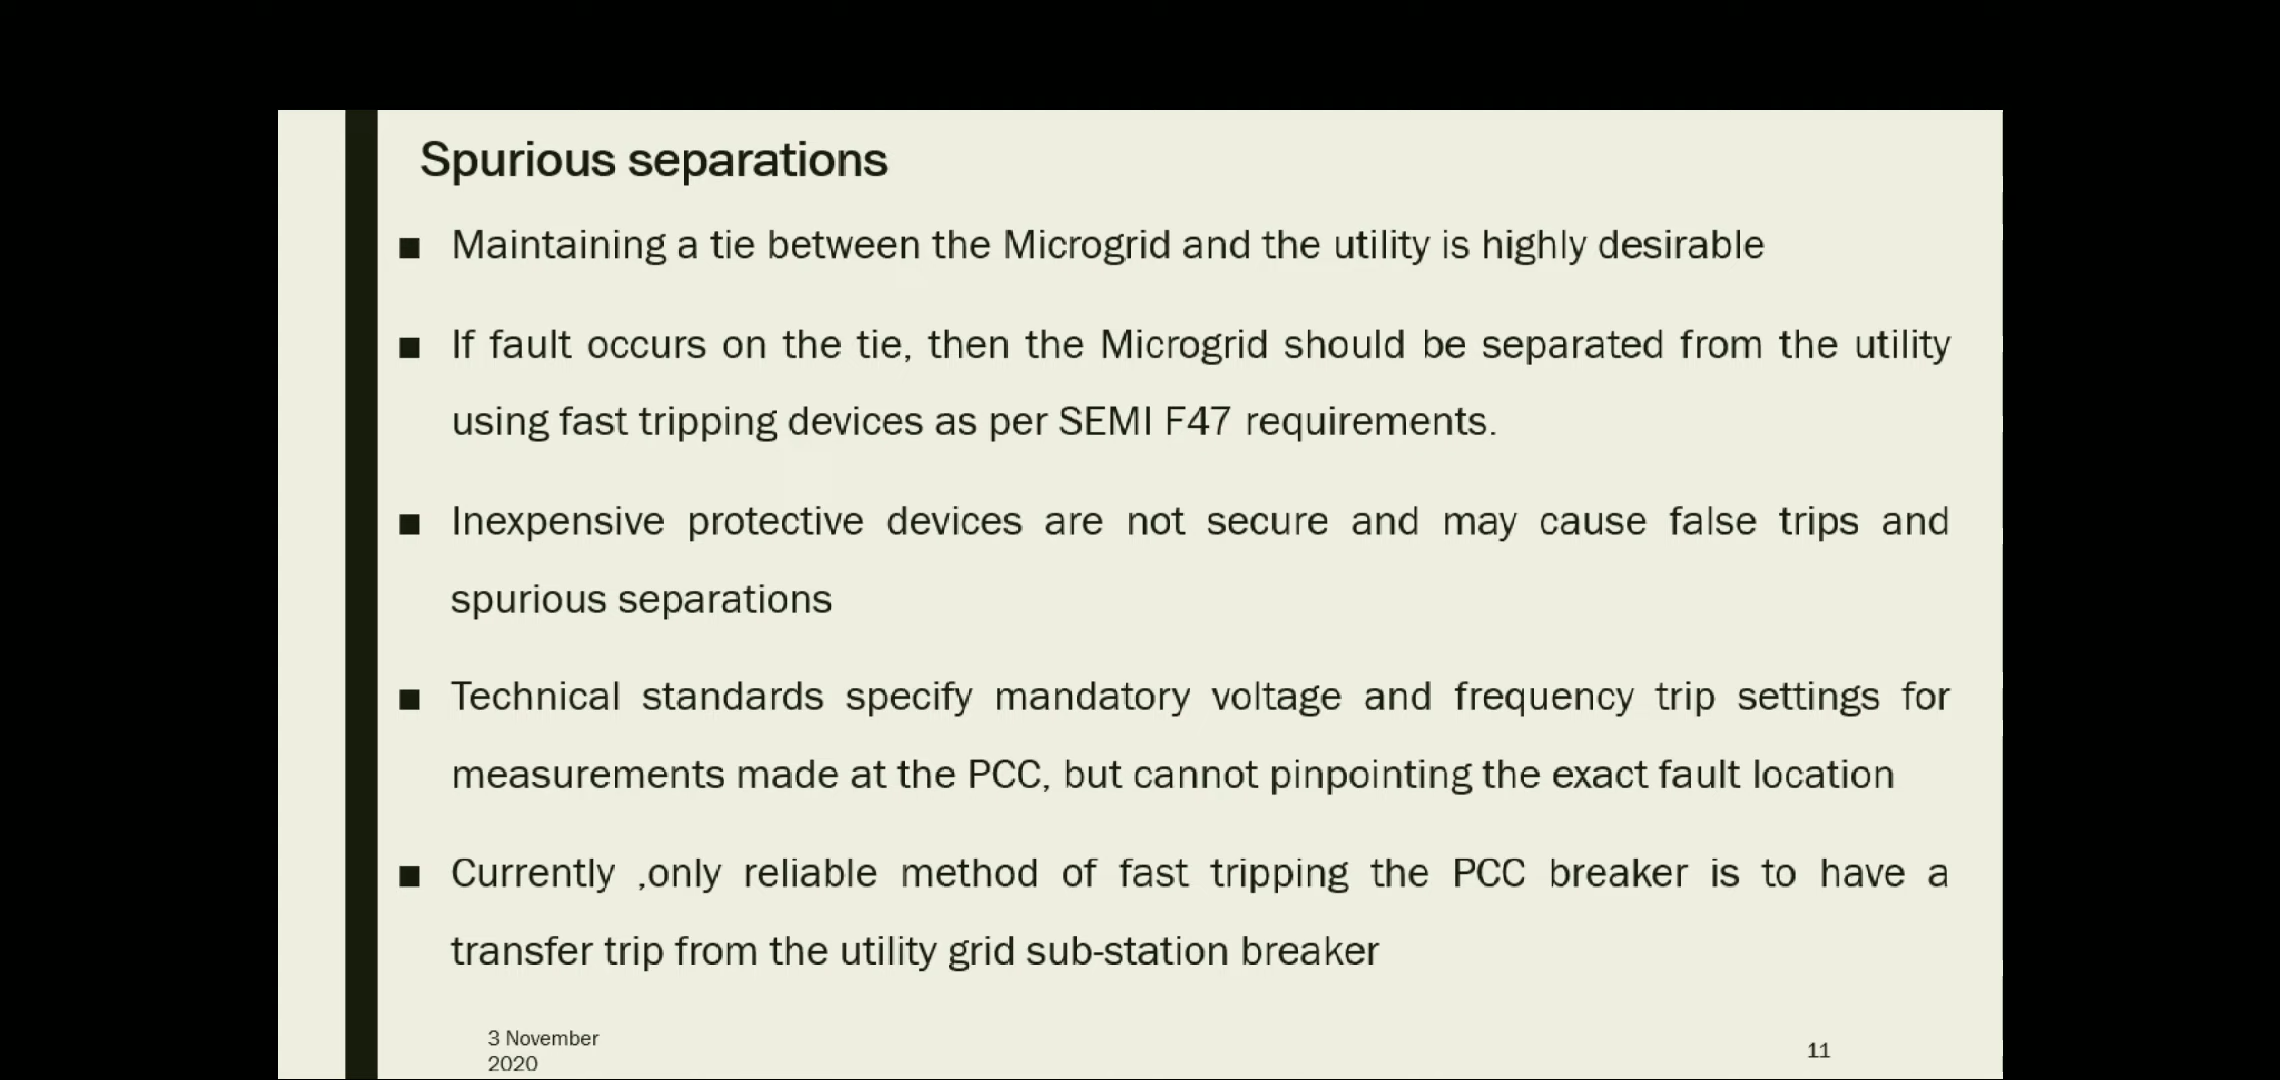 Spurious separations
■ Maintaining a tie between the Microgrid and the utility is highly desirable
■ If fault occurs on the tie, then the Microgrid should be separated from the utility
using fast tripping devices as per SEMI F47 requirements.
■ Inexpensive protective devices are not secure and may cause false trips and
spurious separations
■ Technical standards specify mandatory voltage and frequency trip settings for
measurements made at the PCC, but cannot pinpointing the exact fault location
■ Currently ,only reliable method of fast tripping the PCC breaker is to have a
transfer trip from the utility grid sub-station breaker
3 November
2020
11